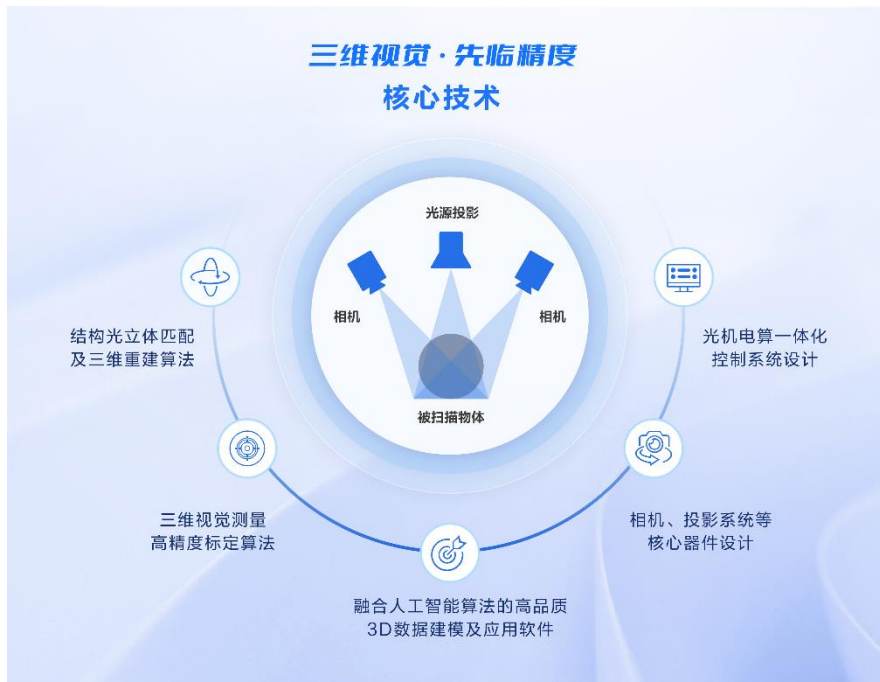 三维视觉·先临精度
核心技术
光源投影
相机
相机
被扫描物体
结构光立体匹配
及三维重建算法
光机电算一体化
控制系统设计
三维视觉测量
高精度标定算法
相机、投影系统等
核心器件设计
融合人工智能算法的高品质
3D数据建模及应用软件